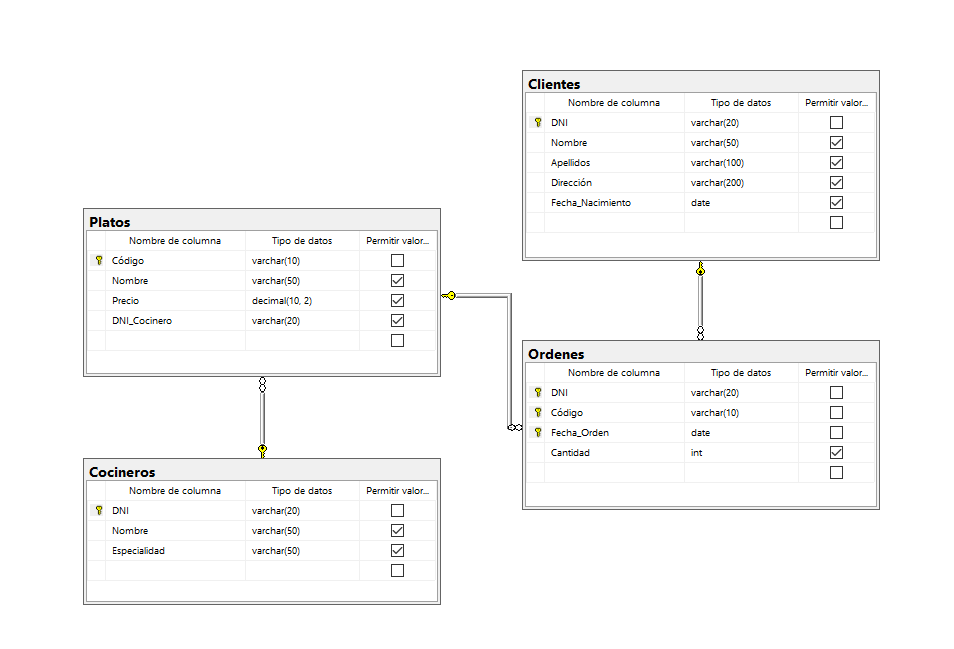 Clientes
Nombre de columna Tipo de datos Permitir valor...
DNI varchar(20)
Nombre varchar(50)
Apellidos varchar(100)
Dirección varchar(200)
Fecha_Nacimiento date
Platos
Nombre de columna Tipo de datos Permitir valor...
Código varchar(10)
Nombre varchar(50)
Precio decimal(10, 2)
DNI_Cocinero varchar(20)
Ordenes
Nombre de columna Tipo de datos Permitir valor...
DNI varchar(20)
Código varchar(10)
Fecha_Orden date
Cantidad int
Cocineros
Nombre de columna Tipo de datos Permitir valor...
DNI varchar(20)
Nombre varchar(50)
Especialidad varchar(50)